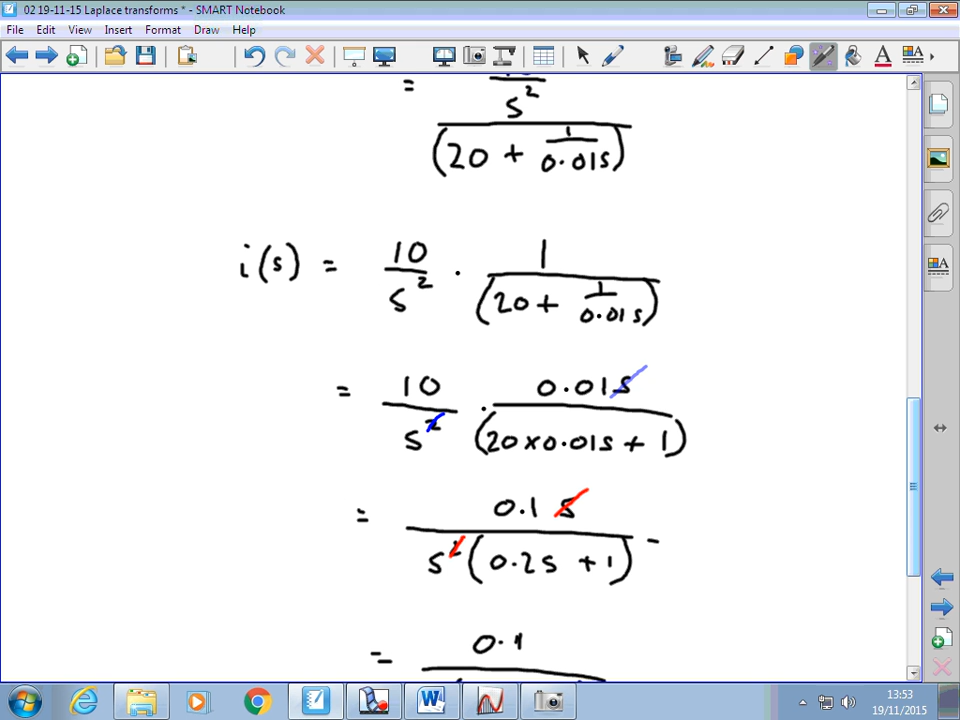 02 19-11-15 Laplace transforms * - SMART Notebook
File Edit View Insert Format Draw Help
=
s²
(20 + 1
0.01s)
i(s) = 10 . 1
s² (20 + 1
0.01s)
= 10 . 0.01s
s² (20×0.01s + 1)
= 0.1 s
s² (0.2s + 1) -
= 0.1
13:53
19/11/2015